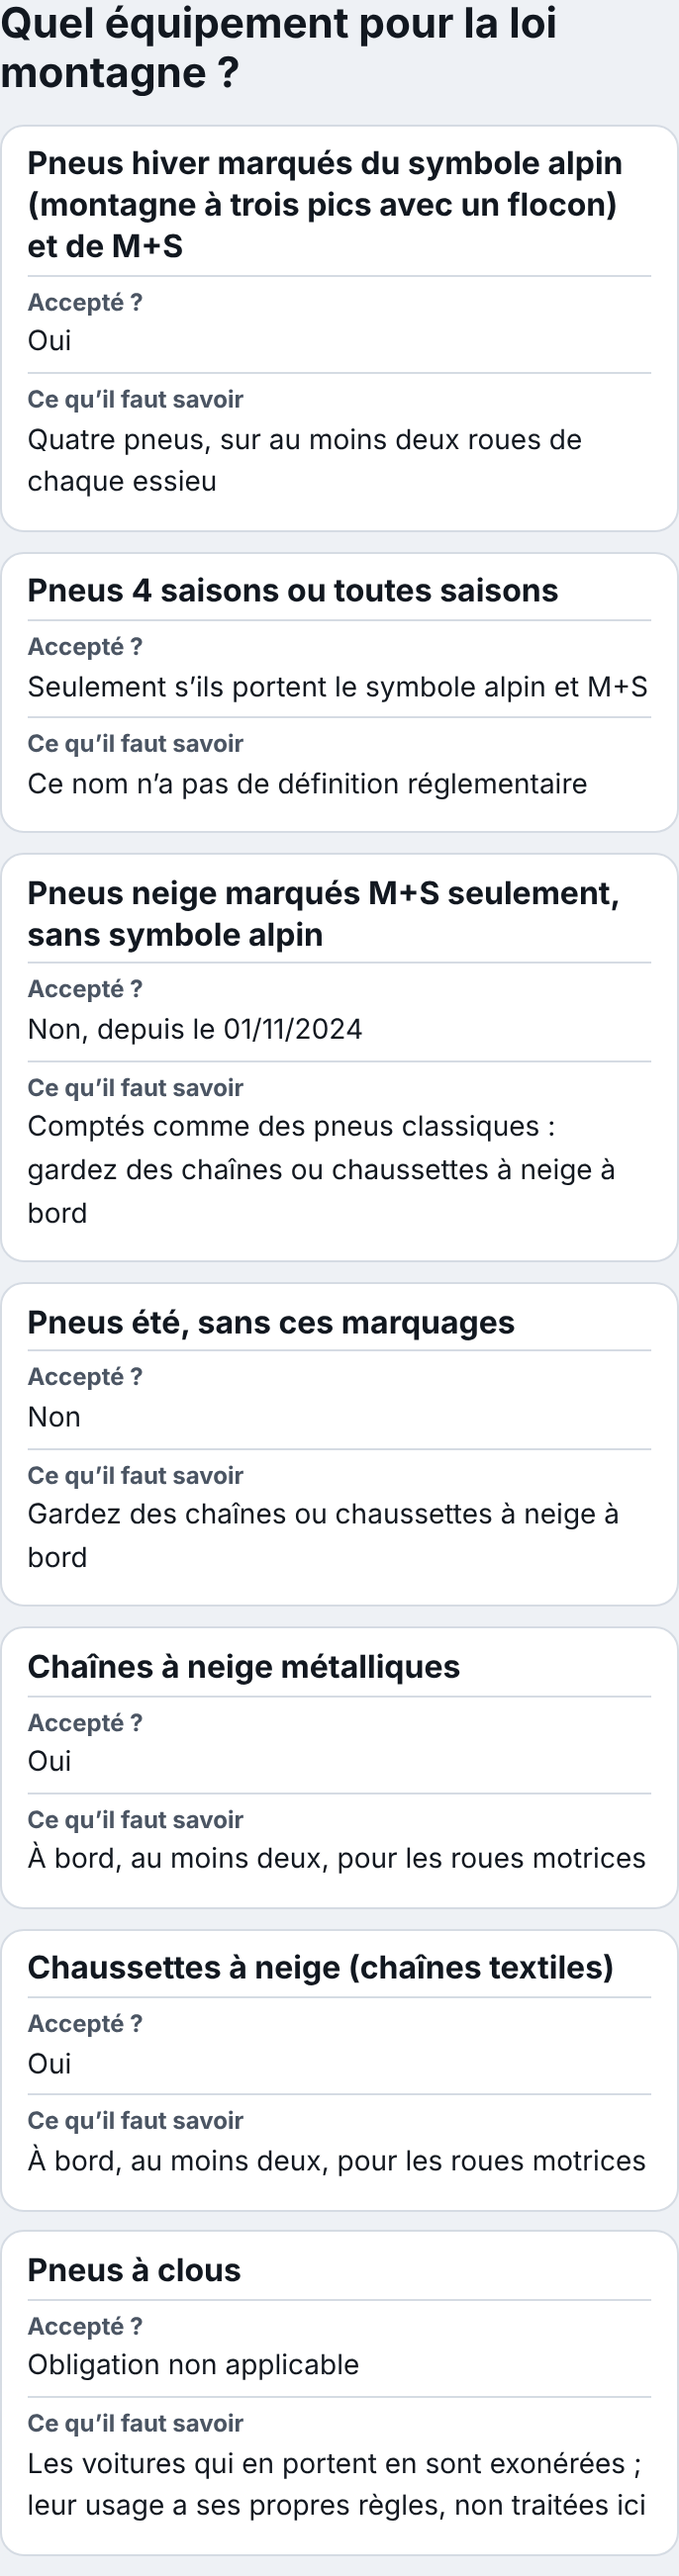 Quel équipement pour la loi
montagne ?
Pneus hiver marqués du symbole alpin
(montagne à trois pics avec un flocon)
et de M+S
Accepté ?
Oui
Ce qu’il faut savoir
Quatre pneus, sur au moins deux roues de
chaque essieu
Pneus 4 saisons ou toutes saisons
Accepté ?
Seulement s’ils portent le symbole alpin et M+S
Ce qu’il faut savoir
Ce nom n’a pas de définition réglementaire
Pneus neige marqués M+S seulement,
sans symbole alpin
Accepté ?
Non, depuis le 01/11/2024
Ce qu’il faut savoir
Comptés comme des pneus classiques :
gardez des chaînes ou chaussettes à neige à
bord
Pneus été, sans ces marquages
Accepté ?
Non
Ce qu’il faut savoir
Gardez des chaînes ou chaussettes à neige à
bord
Chaînes à neige métalliques
Accepté ?
Oui
Ce qu’il faut savoir
À bord, au moins deux, pour les roues motrices
Chaussettes à neige (chaînes textiles)
Accepté ?
Oui
Ce qu’il faut savoir
À bord, au moins deux, pour les roues motrices
Pneus à clous
Accepté ?
Obligation non applicable
Ce qu’il faut savoir
Les voitures qui en portent en sont exonérées ;
leur usage a ses propres règles, non traitées ici